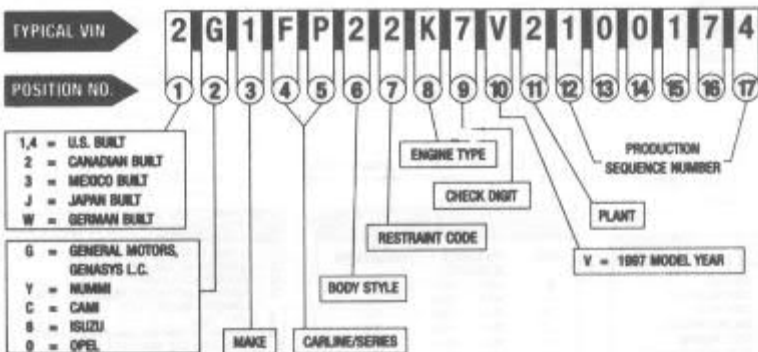 TYPICAL VIN
2 G 1 F P 2 2 K 7 V 2 1 0 0 1 7 4
POSITION NO.
1 2 3 4 5 6 7 8 9 10 11 12 13 14 15 16 17
1,4 = U.S. BUILT
2 = CANADIAN BUILT
3 = MEXICO BUILT
J = JAPAN BUILT
W = GERMAN BUILT
G = GENERAL MOTORS,
GENASYS L.C.
Y = NUMMI
C = CAMI
8 = ISUZU
0 = OPEL
MAKE
CARLINE/SERIES
BODY STYLE
RESTRAINT CODE
ENGINE TYPE
CHECK DIGIT
V = 1997 MODEL YEAR
PLANT
PRODUCTION
SEQUENCE NUMBER